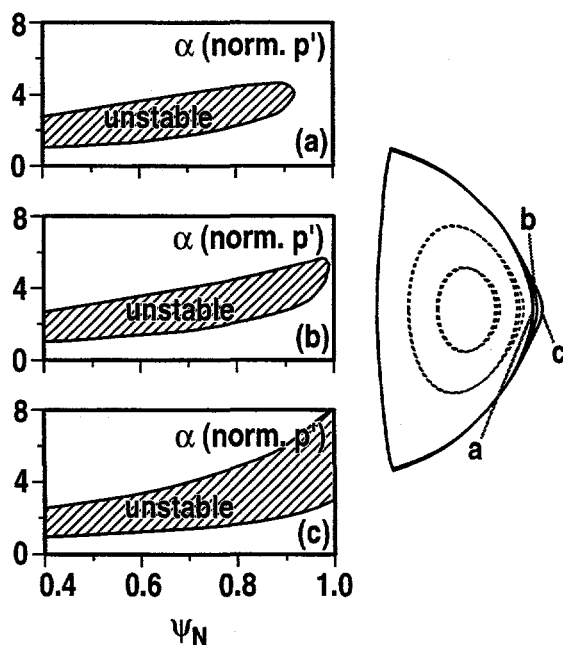 8
α (norm. p')
4
unstable
(a)
0
8
α (norm. p')
4
unstable
(b)
0
8
α (norm. p')
4
unstable
(c)
0
0.4 0.6 0.8 1.0
ψN
b
c
a